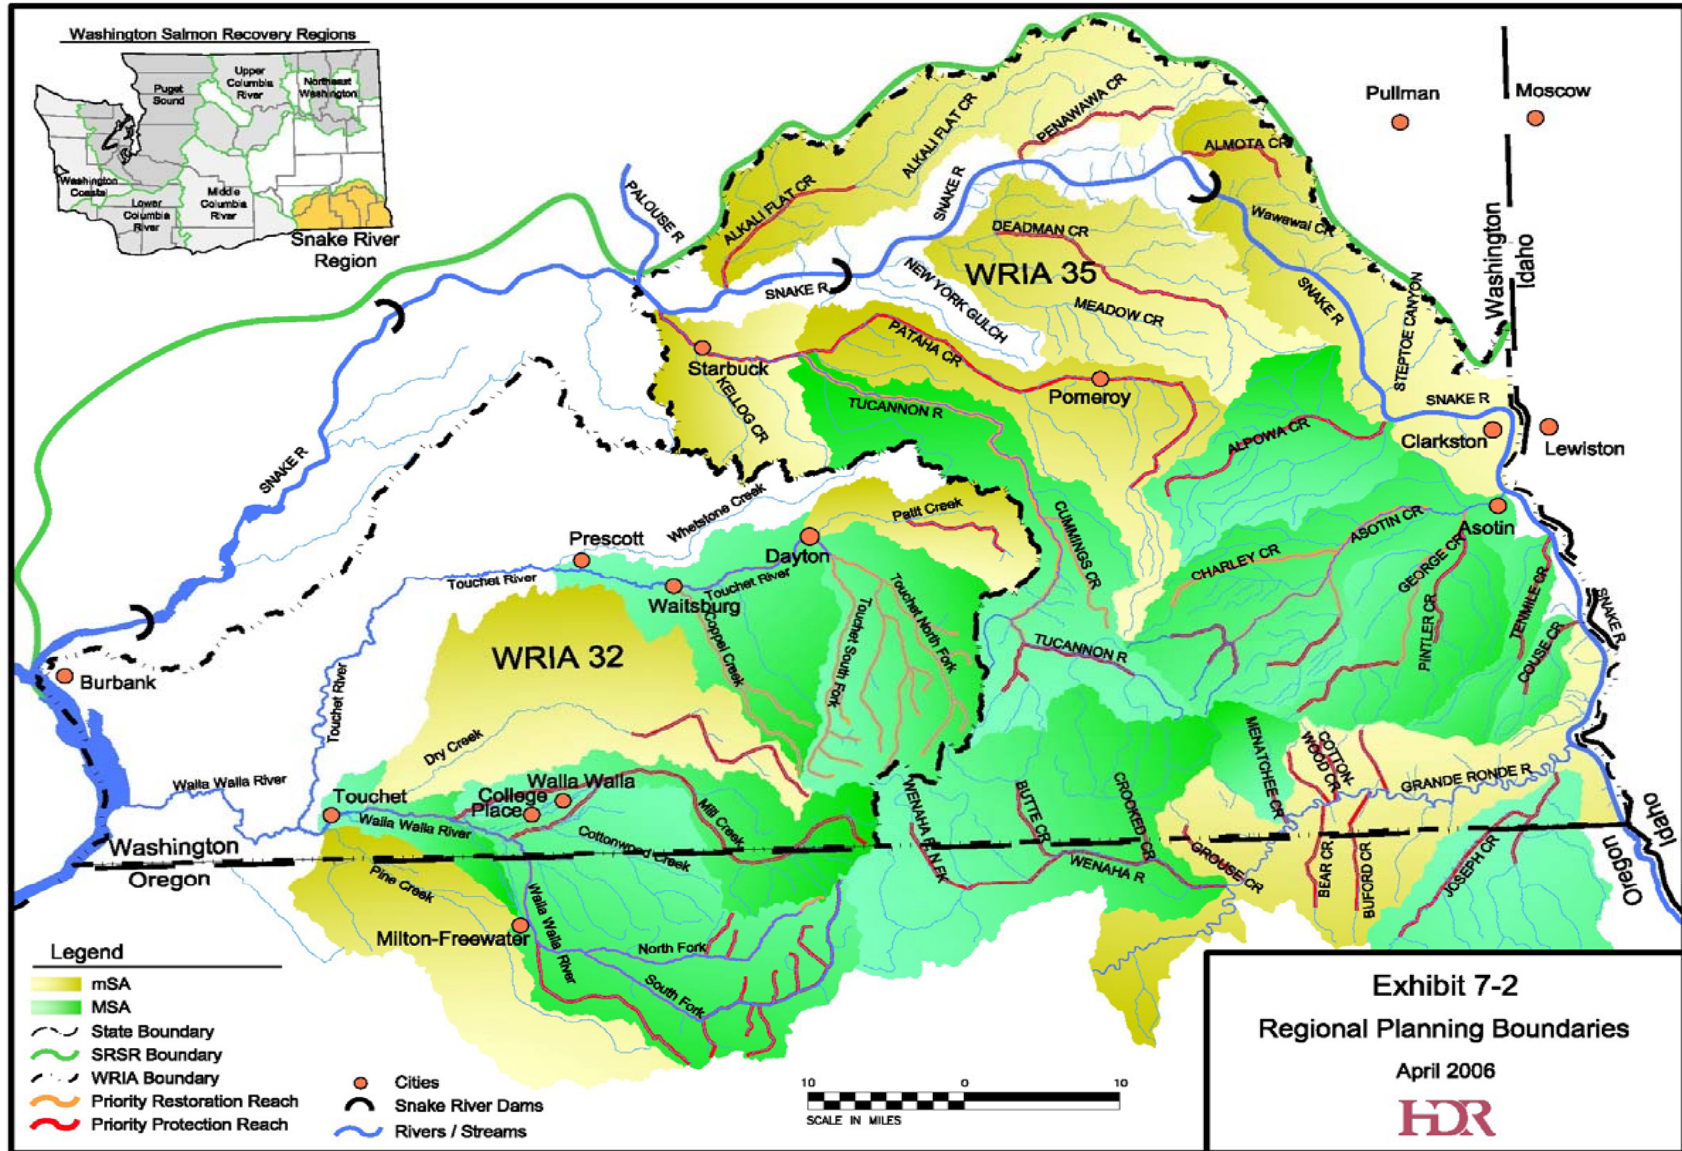 Washington Salmon Recovery Regions
Puget
Sound
Upper
Columbia
River
Northeast
Washington
Washington
Coastal
Lower
Columbia
River
Middle
Columbia
River
Snake River
Region
Pullman
Moscow
Washington
Idaho
PALOUSE R
ALKALI FLAT CR
ALKALI FLAT CR
PENAWAWA CR
ALMOTA CR
SNAKE R
Wawawai CR
DEADMAN CR
WRIA 35
NEW YORK GULCH
MEADOW CR
SNAKE R
SNAKE R
STEPTOE CANYON
SNAKE R
Starbuck
KELLOG CR
PATAHA CR
Pomeroy
TUCANNON R
ALPOWA CR
SNAKE R
Clarkston
Lewiston
Whetstone Creek
Patit Creek
Prescott
Dayton
CUMMINGS CR
ASOTIN CR
Asotin
CHARLEY CR
GEORGE CR
Touchet River
Waitsburg
Touchet River
Coppei Creek
Touchet South Fork
Touchet North Fork
TUCANNON R
PINTLER CR
TENMILE CR
COUSE CR
SNAKE R
WRIA 32
Burbank
Touchet River
Dry Creek
Walla Walla River
Touchet
Walla Walla
College
Place
Walla Walla River
Mill Creek
Cottonwood Creek
WENAHA R, N FK
BUTTE CR
CROOKED CR
MENATCHEE CR
COTTON-
WOOD CR
GRANDE RONDE R
Washington
Oregon
WENAHA R
GROUSE CR
BEAR CR
BUFORD CR
JOSEPH CR
Idaho
Oregon
Pine Creek
Milton-Freewater
Walla Walla River
North Fork
South Fork
Legend
mSA
MSA
State Boundary
SRSR Boundary
WRIA Boundary
Priority Restoration Reach
Priority Protection Reach
Cities
Snake River Dams
Rivers / Streams
10 0 10
SCALE IN MILES
Exhibit 7-2
Regional Planning Boundaries
April 2006
HDR